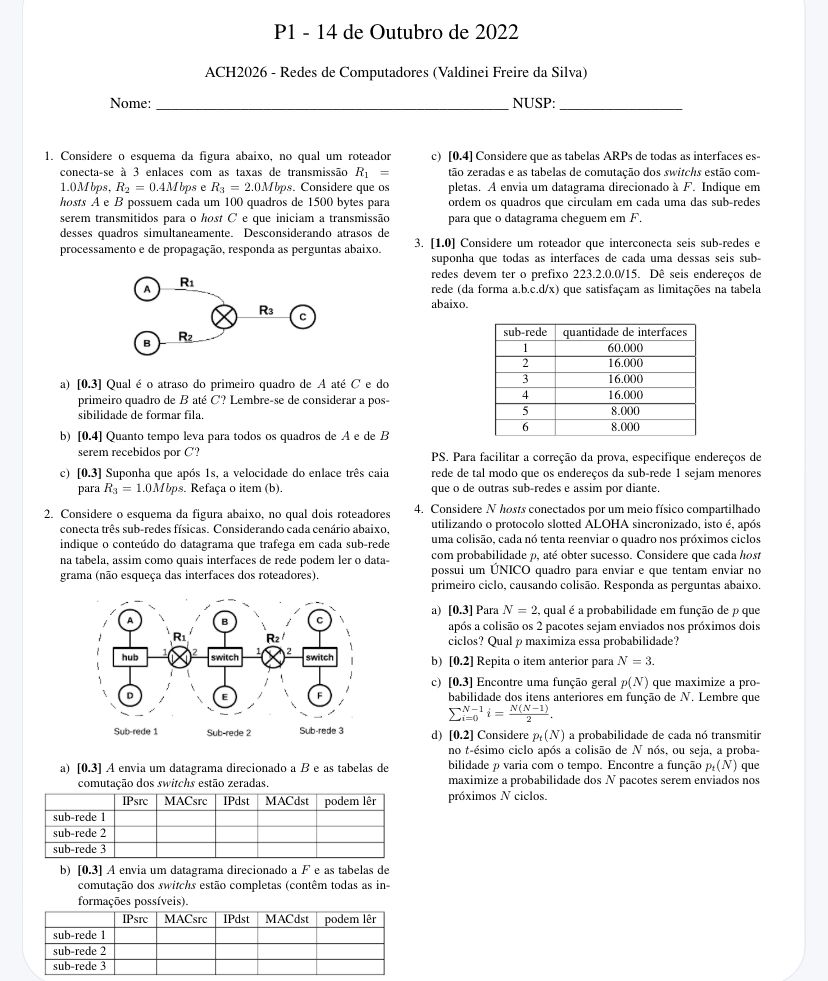 P1 - 14 de Outubro de 2022
ACH2026 - Redes de Computadores (Valdinei Freire da Silva)
Nome: ________________ NUSP: ________________
1. Considere o esquema da figura abaixo, no qual um roteador
conecta-se à 3 enlaces com as taxas de transmissão R₁ =
1.0Mbps, R₂ = 0.4Mbps e R₃ = 2.0Mbps. Considere que os
hosts A e B possuem cada um 100 quadros de 1500 bytes para
serem transmitidos para o host C e que iniciam a transmissão
desses quadros simultaneamente. Desconsiderando atrasos de
processamento e de propagação, responda as perguntas abaixo.
A R1
R3 C
B R2
a) [0.3] Qual é o atraso do primeiro quadro de A até C e do
primeiro quadro de B até C? Lembre-se de considerar a pos-
sibilidade de formar fila.
b) [0.4] Quanto tempo leva para todos os quadros de A e de B
serem recebidos por C?
c) [0.3] Suponha que após 1s, a velocidade do enlace três caia
para R₃ = 1.0Mbps. Refaça o item (b).
2. Considere o esquema da figura abaixo, no qual dois roteadores
conecta três sub-redes físicas. Considerando cada cenário abaixo,
indique o conteúdo do datagrama que trafega em cada sub-rede
na tabela, assim como quais interfaces de rede podem ler o data-
grama (não esqueça das interfaces dos roteadores).
A B C
R1 R2
hub 1 2 switch 1 2 switch
D E F
Sub-rede 1 Sub-rede 2 Sub-rede 3
a) [0.3] A envia um datagrama direcionado a B e as tabelas de
comutação dos switchs estão zeradas.
IPsrc MACsrc IPdst MACdst podem lêr
sub-rede 1
sub-rede 2
sub-rede 3
b) [0.3] A envia um datagrama direcionado a F e as tabelas de
comutação dos switchs estão completas (contêm todas as in-
formações possíveis).
IPsrc MACsrc IPdst MACdst podem lêr
sub-rede 1
sub-rede 2
sub-rede 3
c) [0.4] Considere que as tabelas ARPs de todas as interfaces es-
tão zeradas e as tabelas de comutação dos switchs estão com-
pletas. A envia um datagrama direcionado à F. Indique em
ordem os quadros que circulam em cada uma das sub-redes
para que o datagrama cheguem em F.
3. [1.0] Considere um roteador que interconecta seis sub-redes e
suponha que todas as interfaces de cada uma dessas seis sub-
redes devem ter o prefixo 223.2.0.0/15. Dê seis endereços de
rede (da forma a.b.c.d/x) que satisfaçam as limitações na tabela
abaixo.
sub-rede quantidade de interfaces
1 60.000
2 16.000
3 16.000
4 16.000
5 8.000
6 8.000
PS. Para facilitar a correção da prova, especifique endereços de
rede de tal modo que os endereços da sub-rede 1 sejam menores
que o de outras sub-redes e assim por diante.
4. Considere N hosts conectados por um meio físico compartilhado
utilizando o protocolo slotted ALOHA sincronizado, isto é, após
uma colisão, cada nó tenta reenviar o quadro nos próximos ciclos
com probabilidade p, até obter sucesso. Considere que cada host
possui um ÚNICO quadro para enviar e que tentam enviar no
primeiro ciclo, causando colisão. Responda as perguntas abaixo.
a) [0.3] Para N = 2, qual é a probabilidade em função de p que
após a colisão os 2 pacotes sejam enviados nos próximos dois
ciclos? Qual p maximiza essa probabilidade?
b) [0.2] Repita o item anterior para N = 3.
c) [0.3] Encontre uma função geral p(N) que maximize a pro-
babilidade dos itens anteriores em função de N. Lembre que
∑_{i=0}^{N−1} i = N(N−1)/2.
d) [0.2] Considere pₜ(N) a probabilidade de cada nó transmitir
no t-ésimo ciclo após a colisão de N nós, ou seja, a proba-
bilidade p varia com o tempo. Encontre a função pₜ(N) que
maximize a probabilidade dos N pacotes serem enviados nos
próximos N ciclos.